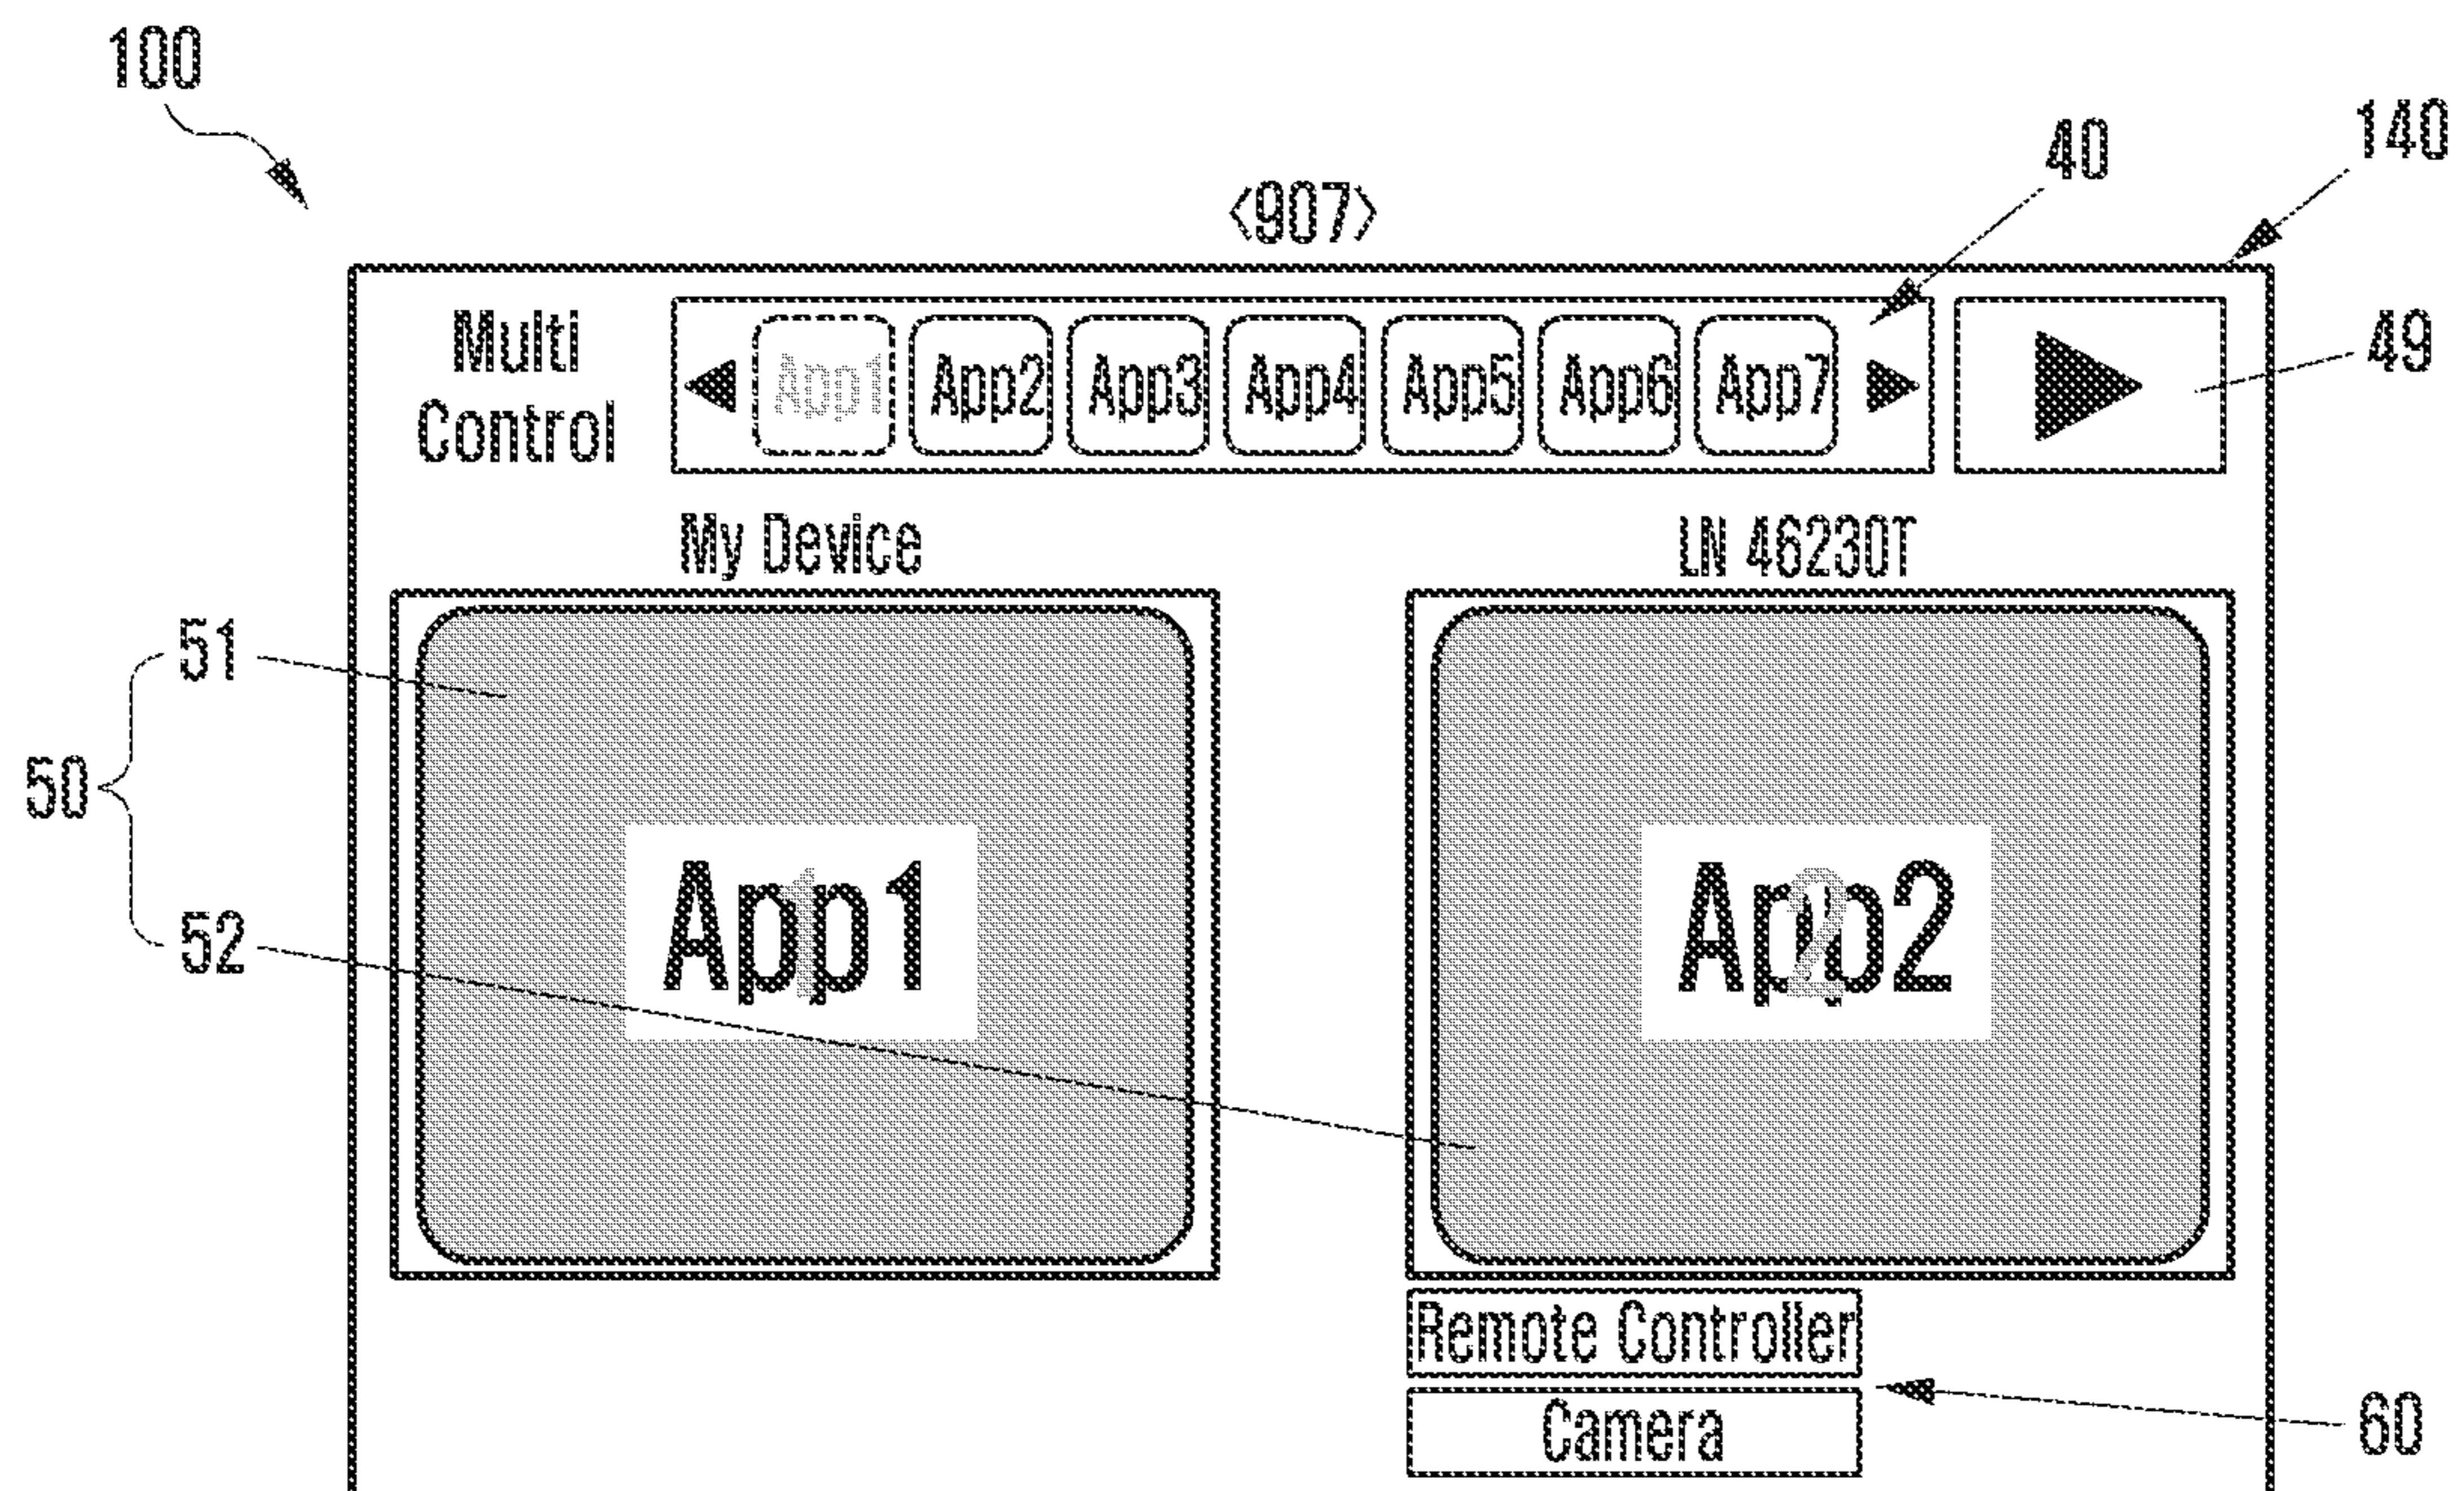 100
<907>
40
140
Multi
Control
App1 App2 App3 App4 App5 App6 App7
49
My Device
LN 46230T
51
50
52
App1
App2
Remote Controller
Camera
60